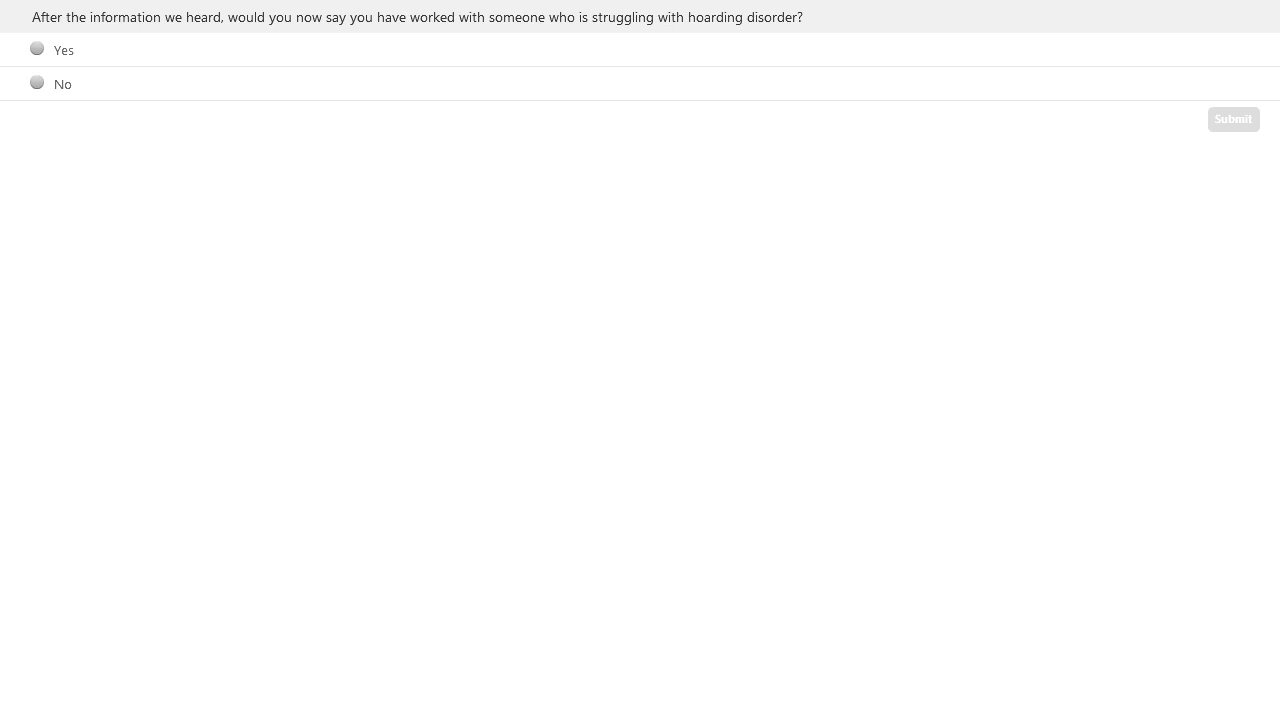 After the information we heard, would you now say you have worked with someone who is struggling with hoarding disorder?
Yes
No
Submit